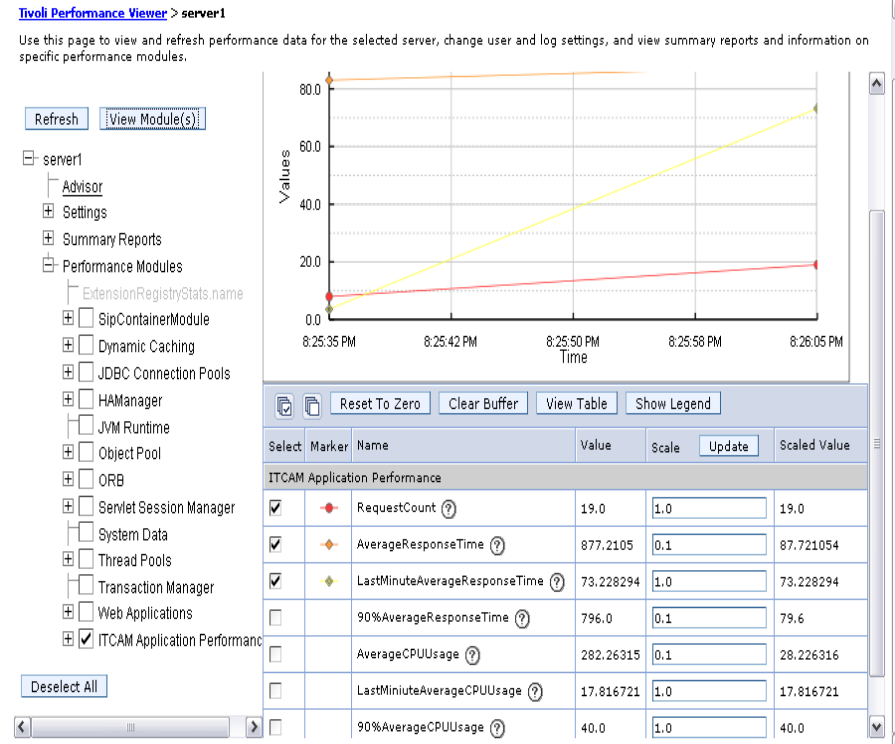 Tivoli Performance Viewer > server1
Use this page to view and refresh performance data for the selected server, change user and log settings, and view summary reports and information on
specific performance modules.
Refresh View Module(s)
server1
Advisor
Settings
Summary Reports
Performance Modules
ExtensionRegistryStats.name
SipContainerModule
Dynamic Caching
JDBC Connection Pools
HAManager
JVM Runtime
Object Pool
ORB
Servlet Session Manager
System Data
Thread Pools
Transaction Manager
Web Applications
ITCAM Application Performanc
Deselect All
80.0
60.0
40.0
20.0
0.0
Values
8:25:35 PM 8:25:42 PM 8:25:50 PM 8:25:58 PM 8:26:05 PM
Time
Reset To Zero Clear Buffer View Table Show Legend
Select Marker Name Value Scale Update Scaled Value
ITCAM Application Performance
RequestCount ? 19.0 1.0 19.0
AverageResponseTime ? 877.2105 0.1 87.721054
LastMinuteAverageResponseTime ? 73.228294 1.0 73.228294
90%AverageResponseTime ? 796.0 0.1 79.6
AverageCPUUsage ? 282.26315 0.1 28.226316
LastMiniuteAverageCPUUsage ? 17.816721 1.0 17.816721
90%AverageCPUUsage ? 40.0 1.0 40.0